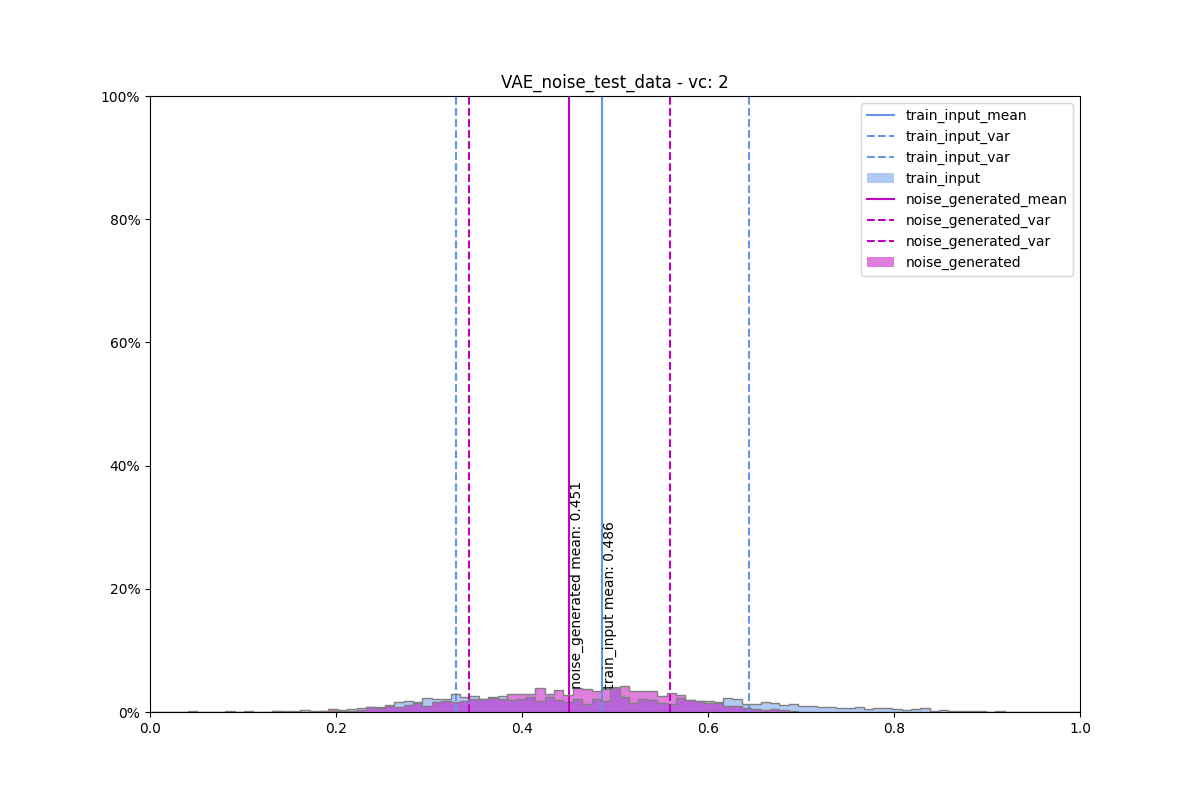 VAE_noise_test_data - vc: 2
100%
80%
60%
40%
20%
0%
train_input_mean
train_input_var
train_input_var
train_input
noise_generated_mean
noise_generated_var
noise_generated_var
noise_generated
noise_generated mean: 0.451
train_input mean: 0.486
0.0 0.2 0.4 0.6 0.8 1.0